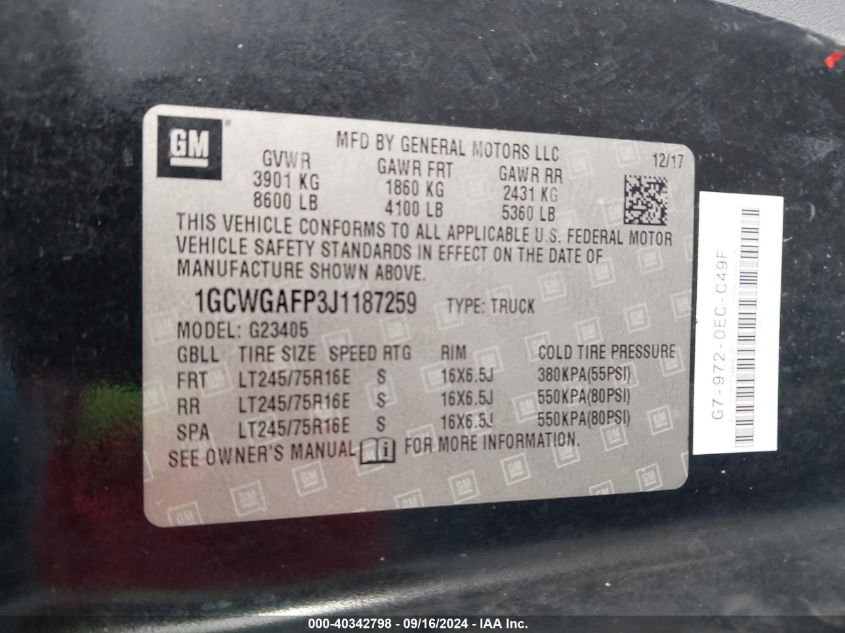 GM
MFD BY GENERAL MOTORS LLC
12/17
GVWR GAWR FRT GAWR RR
3901 KG 1860 KG 2431 KG
8600 LB 4100 LB 5360 LB
THIS VEHICLE CONFORMS TO ALL APPLICABLE U.S. FEDERAL MOTOR
VEHICLE SAFETY STANDARDS IN EFFECT ON THE DATE OF
MANUFACTURE SHOWN ABOVE.
1GCWGAFP3J1187259 TYPE: TRUCK
MODEL: G23405
GBLL TIRE SIZE SPEED RTG RIM COLD TIRE PRESSURE
FRT LT245/75R16E S 16X6.5J 380KPA(55PSI)
RR LT245/75R16E S 16X6.5J 550KPA(80PSI)
SPA LT245/75R16E S 16X6.5J 550KPA(80PSI)
SEE OWNER'S MANUAL FOR MORE INFORMATION.
G7-972-0EC-C49F
000-40342798 - 09/16/2024 - IAA Inc.